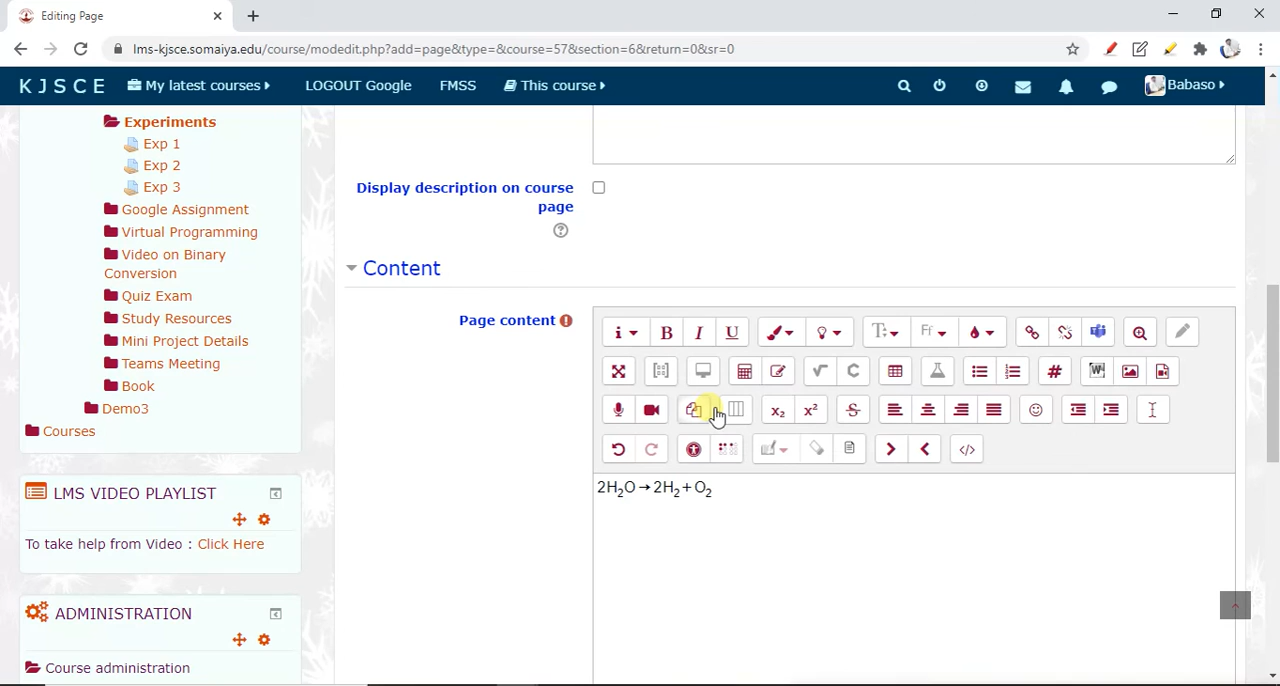 Editing Page
lms-kjsce.somaiya.edu/course/modedit.php?add=page&type=&course=57&section=6&return=0&sr=0
K J S C E My latest courses LOGOUT Google FMSS This course Babaso
Experiments
Exp 1
Exp 2
Exp 3
Google Assignment
Virtual Programming
Video on Binary
Conversion
Quiz Exam
Study Resources
Mini Project Details
Teams Meeting
Book
Demo3
Courses
LMS VIDEO PLAYLIST
To take help from Video : Click Here
ADMINISTRATION
Course administration
Display description on course
page
Content
Page content
2H₂O→2H₂+O₂